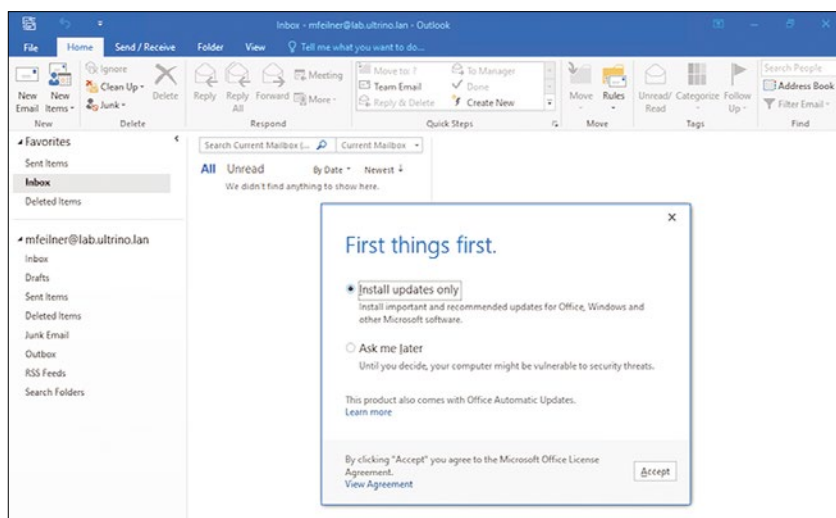 Inbox - mfeilner@lab.ultrino.lan - Outlook
File Home Send / Receive Folder View Tell me what you want to do...
New Email
New Items
Ignore
Clean Up
Junk
Delete
Reply
Reply All
Forward
Meeting
More
Move to: ?
Team Email
Reply & Delete
To Manager
Done
Create New
Move
Rules
Unread/ Read
Categorize
Follow Up
Search People
Address Book
Filter Email
New Delete Respond Quick Steps Move Tags Find
Favorites
Sent Items
Inbox
Deleted Items
mfeilner@lab.ultrino.lan
Inbox
Drafts
Sent Items
Deleted Items
Junk Email
Outbox
RSS Feeds
Search Folders
Search Current Mailbox (... Current Mailbox
All Unread By Date Newest
We didn't find anything to show here.
First things first.
Install updates only
Install important and recommended updates for Office, Windows and
other Microsoft software.
Ask me later
Until you decide, your computer might be vulnerable to security threats.
This product also comes with Office Automatic Updates.
Learn more
By clicking "Accept" you agree to the Microsoft Office License
Agreement.
View Agreement
Accept